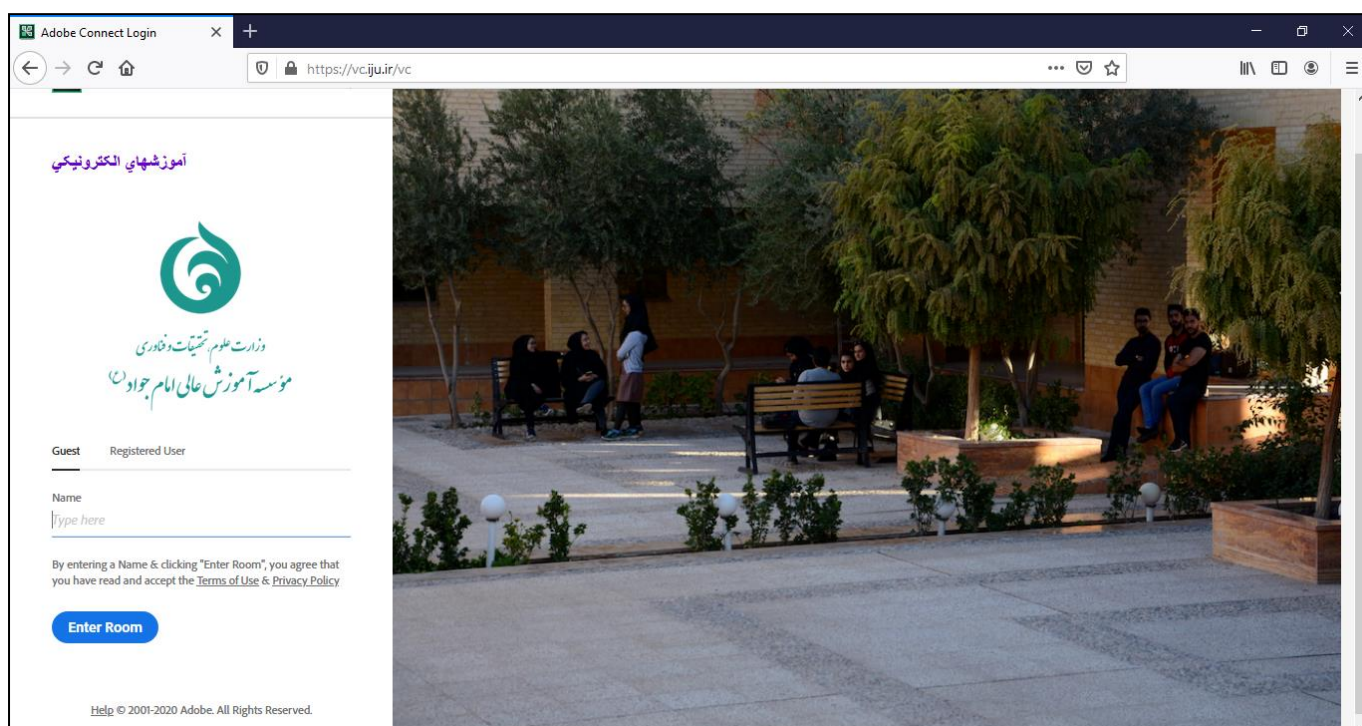 Adobe Connect Login
https://vc.iju.ir/vc
آموزشهاي الكترونيكي
وزارت علوم، تحقیقات و فناوری
مؤسسه آموزش عالی امام جواد (ع)
Guest Registered User
Name
Type here
By entering a Name & clicking "Enter Room", you agree that
you have read and accept the Terms of Use & Privacy Policy
Enter Room
Help © 2001-2020 Adobe. All Rights Reserved.